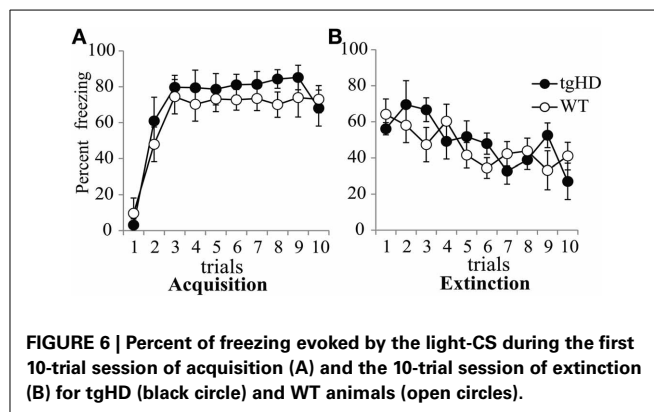 A
B
Percent freezing
100
80
60
40
20
0
1 2 3 4 5 6 7 8 9 10
trials
Acquisition
100
80
60
40
20
0
1 2 3 4 5 6 7 8 9 10
trials
Extinction
tgHD
WT
FIGURE 6 | Percent of freezing evoked by the light-CS during the first
10-trial session of acquisition (A) and the 10-trial session of extinction
(B) for tgHD (black circle) and WT animals (open circles).